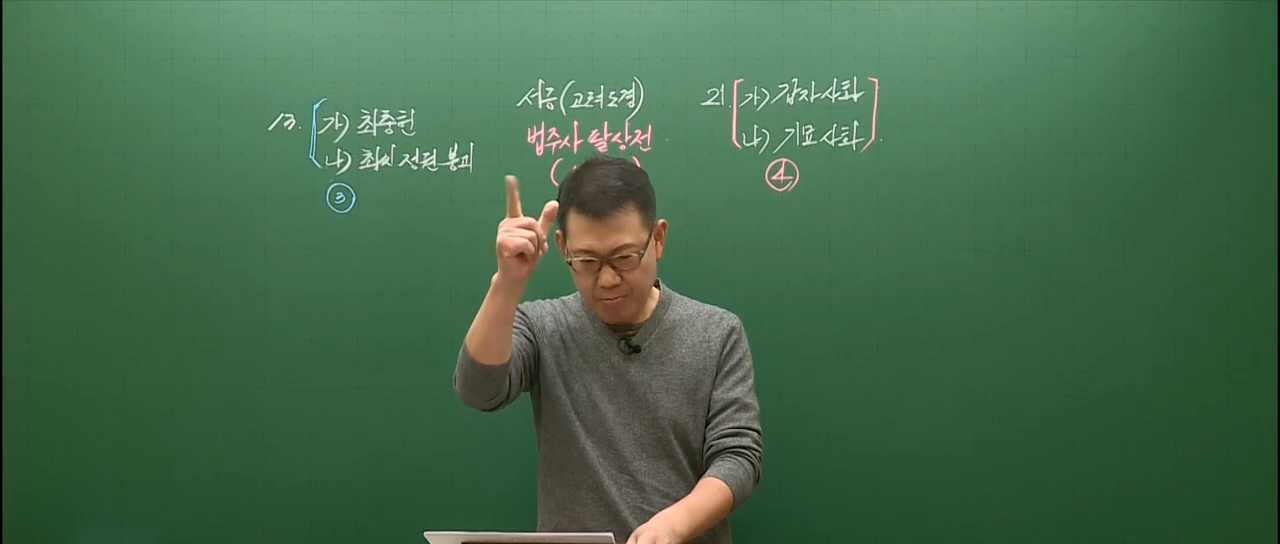 13. 가) 최충헌
나) 최씨 정권 붕괴
③
서긍(고려도경)
법주사 팔상전
21. 가) 갑자사화
나) 기묘사화
④